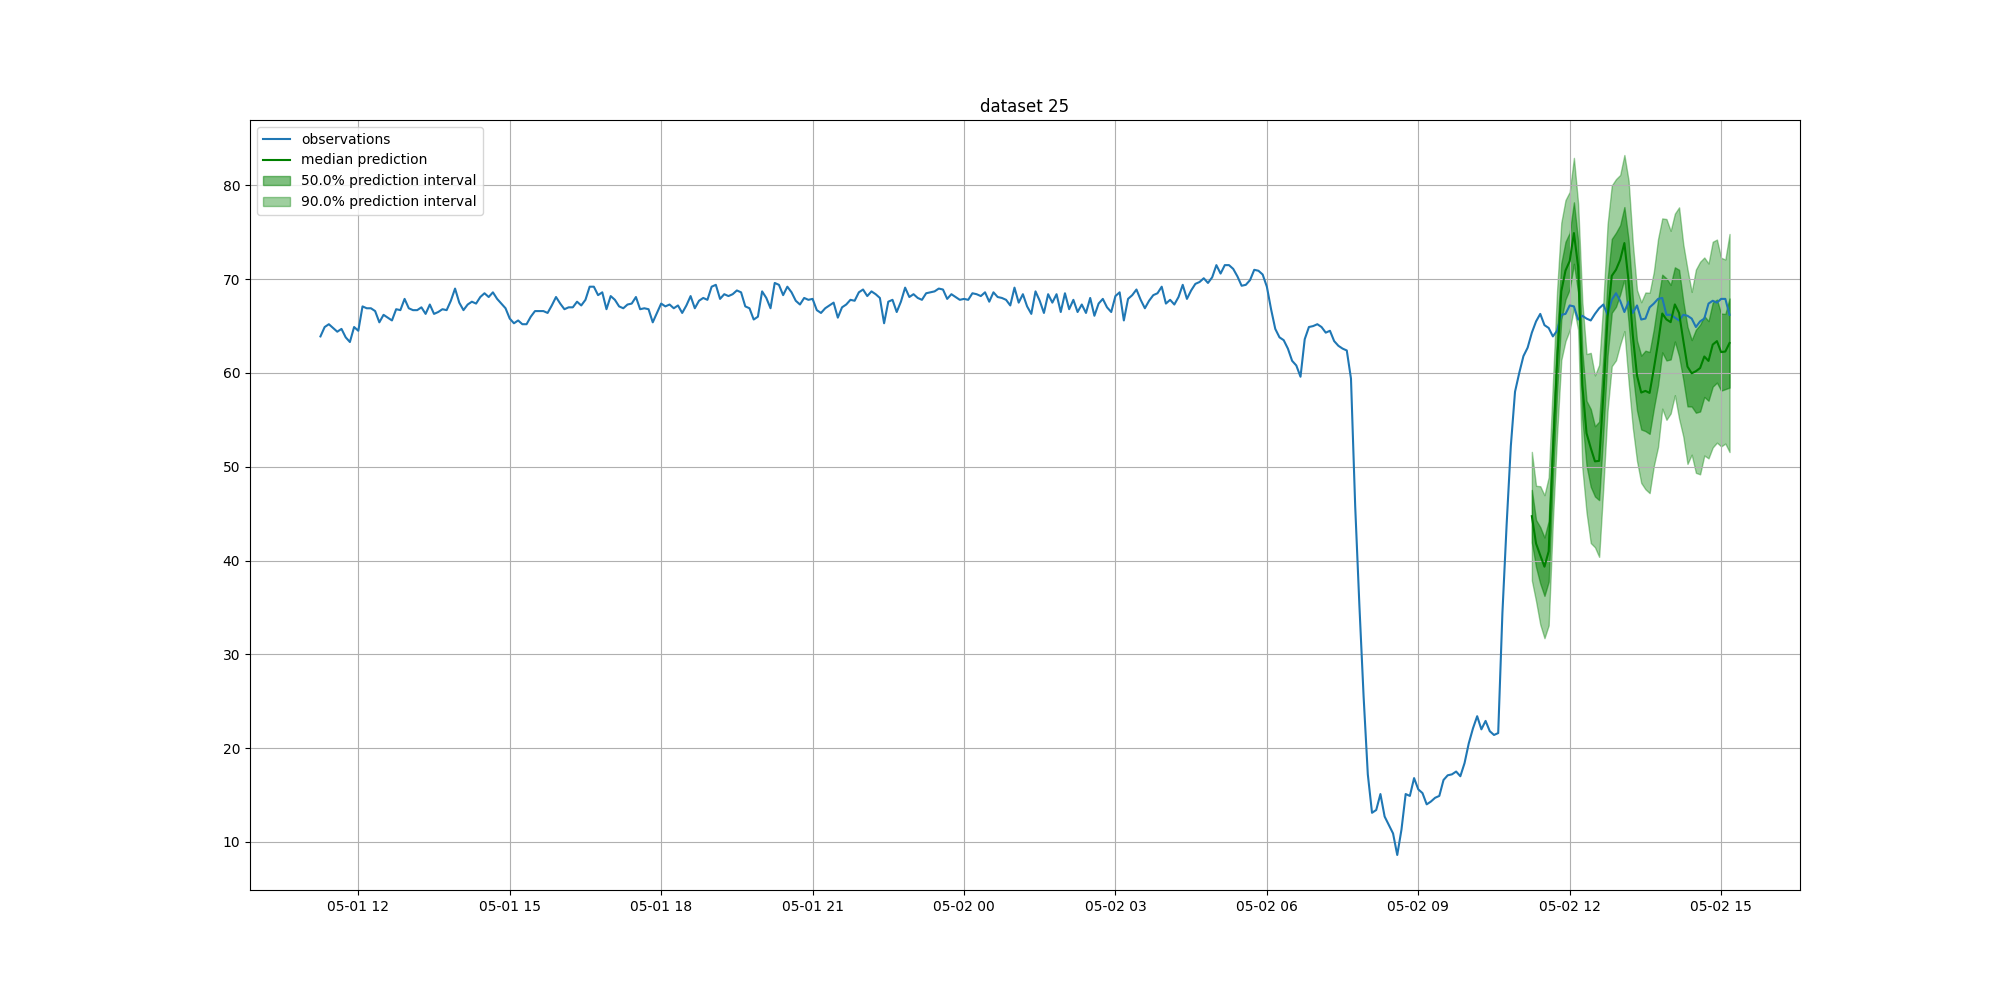 dataset 25
observations
median prediction
50.0% prediction interval
90.0% prediction interval
80
70
60
50
40
30
20
10
05-01 12 05-01 15 05-01 18 05-01 21 05-02 00 05-02 03 05-02 06 05-02 09 05-02 12 05-02 15